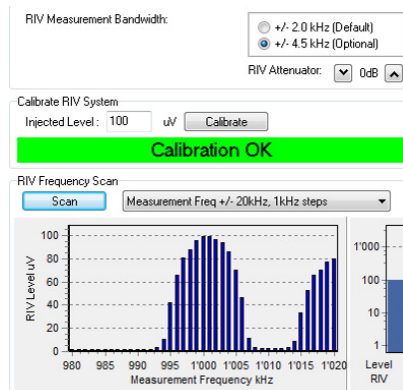 RIV Measurement Bandwidth:
+/- 2.0 kHz (Default)
+/- 4.5 kHz (Optional)
RIV Attenuator: 0dB
Calibrate RIV System
Injected Level : 100 uV Calibrate
Calibration OK
RIV Frequency Scan
Scan Measurement Freq +/- 20kHz, 1kHz steps
100
80
60
40
20
0
RIV Level uV
980 985 990 995 1'000 1'005 1'010 1'015 1'020
Measurement Frequency kHz
1'000
100
10
1
Level
RIV